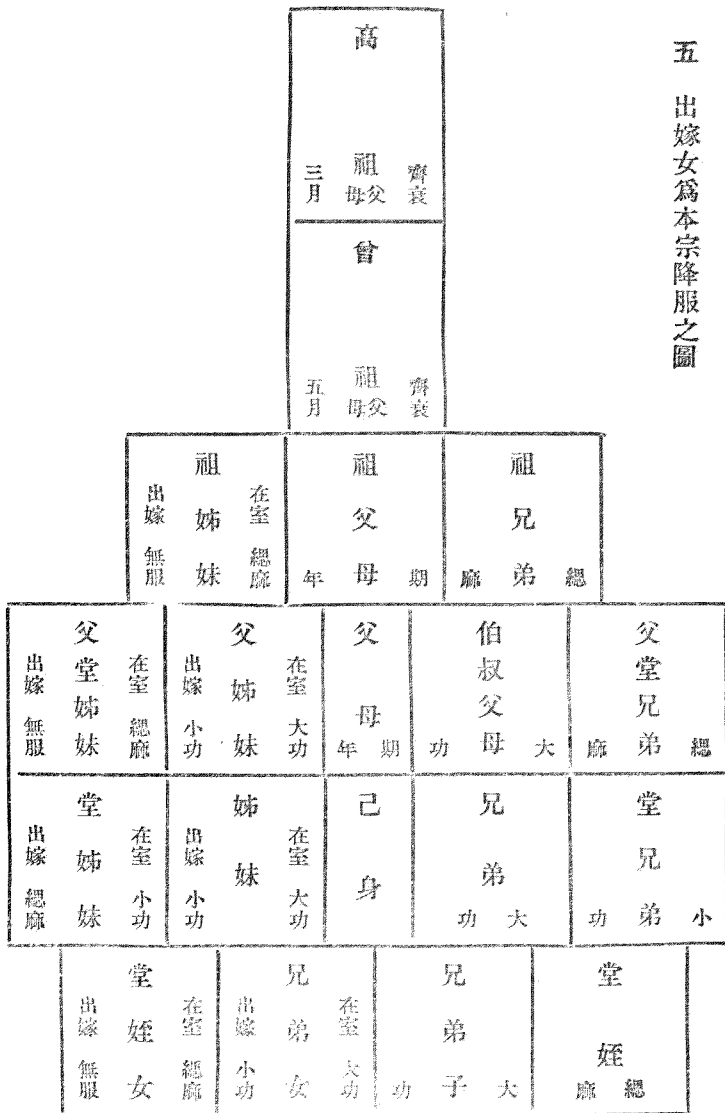 五　出嫁女爲本宗降服之圖
高祖父母
齊衰
三月
曾祖父母
齊衰
五月
祖兄弟
緦麻
祖父母
期年
祖姊妹
在室　緦麻
出嫁　無服
父堂兄弟
緦麻
伯叔父母
大功
父母
期年
父姊妹
在室　大功
出嫁　小功
父堂姊妹
在室　緦麻
出嫁　無服
堂兄弟
小功
兄弟
大功
己身
姊妹
在室　大功
出嫁　小功
堂姊妹
在室　小功
出嫁　緦麻
堂姪
緦麻
兄弟子
大功
兄弟女
在室　大功
出嫁　小功
堂姪女
在室　緦麻
出嫁　無服